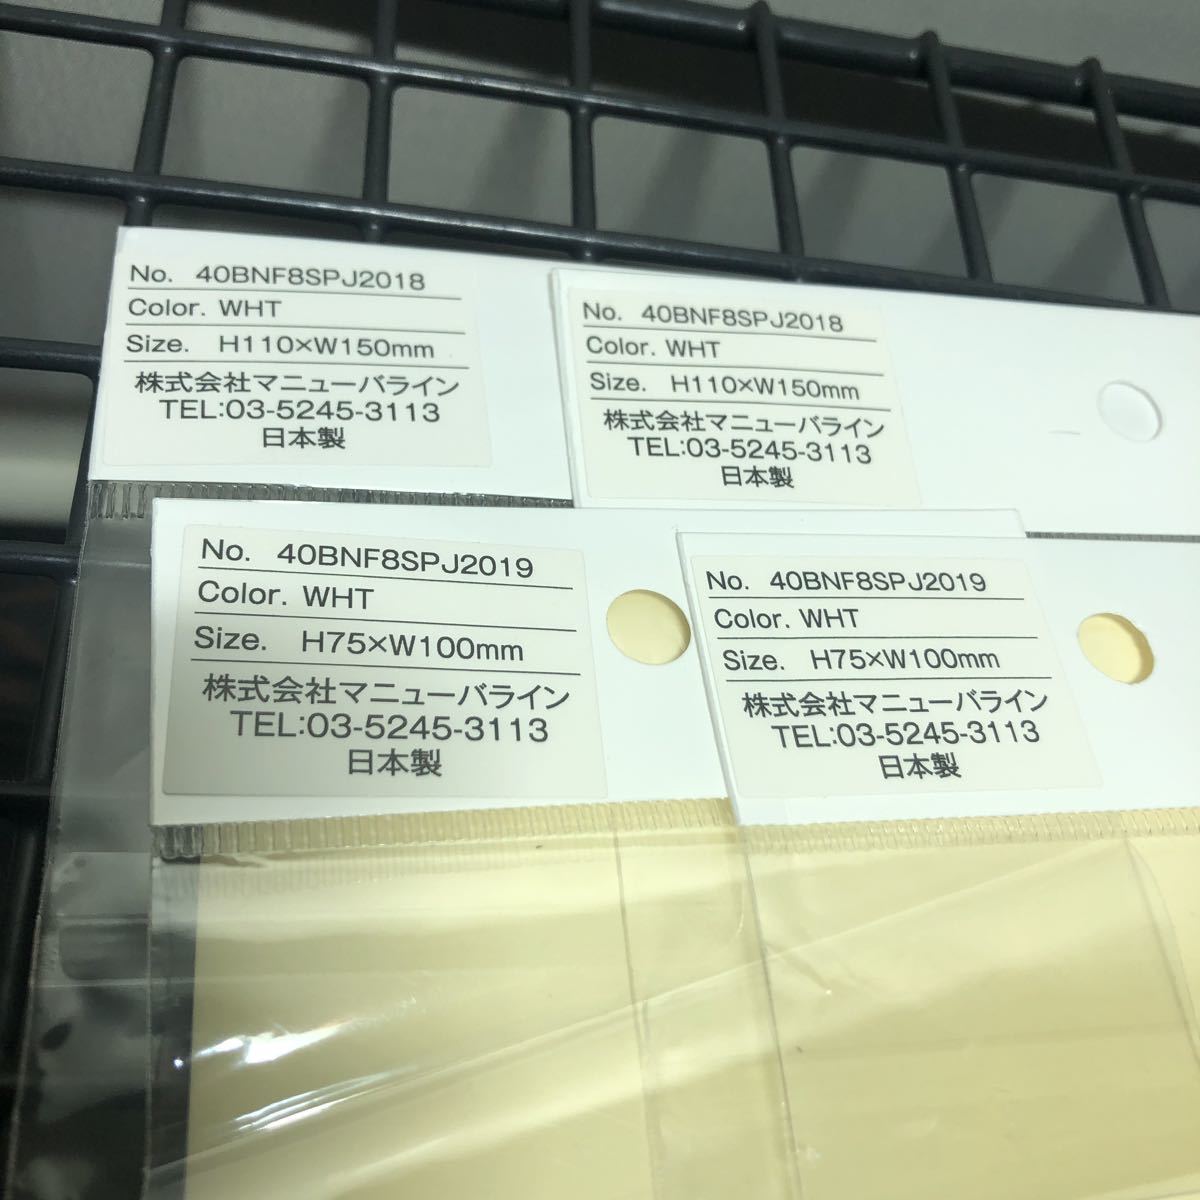 No. 40BNF8SPJ2018
Color. WHT
Size. H110×W150mm
株式会社マニューバライン
TEL:03-5245-3113
日本製
No. 40BNF8SPJ2018
Color. WHT
Size. H110×W150mm
株式会社マニューバライン
TEL:03-5245-3113
日本製
No. 40BNF8SPJ2019
Color. WHT
Size. H75×W100mm
株式会社マニューバライン
TEL:03-5245-3113
日本製
No. 40BNF8SPJ2019
Color. WHT
Size. H75×W100mm
株式会社マニューバライン
TEL:03-5245-3113
日本製